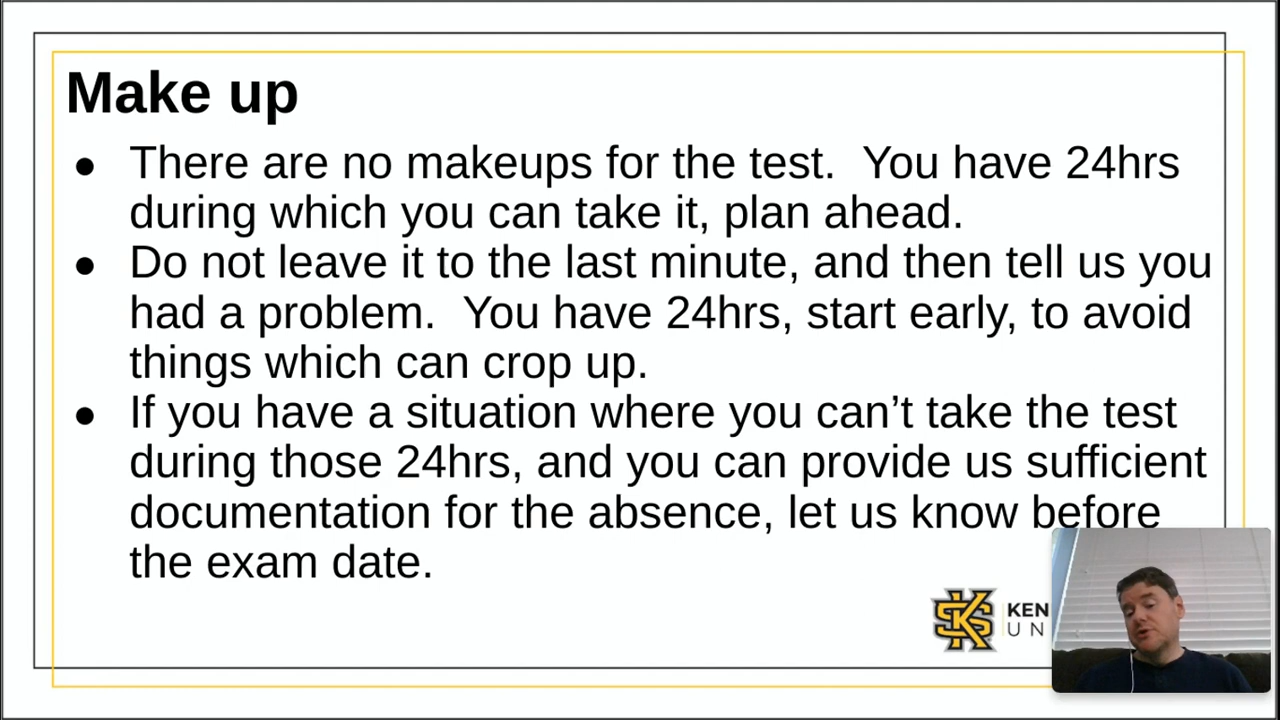 Make up
● There are no makeups for the test.  You have 24hrs
during which you can take it, plan ahead.
● Do not leave it to the last minute, and then tell us you
had a problem.  You have 24hrs, start early, to avoid
things which can crop up.
● If you have a situation where you can’t take the test
during those 24hrs, and you can provide us sufficient
documentation for the absence, let us know before
the exam date.
KS
KEN
UN